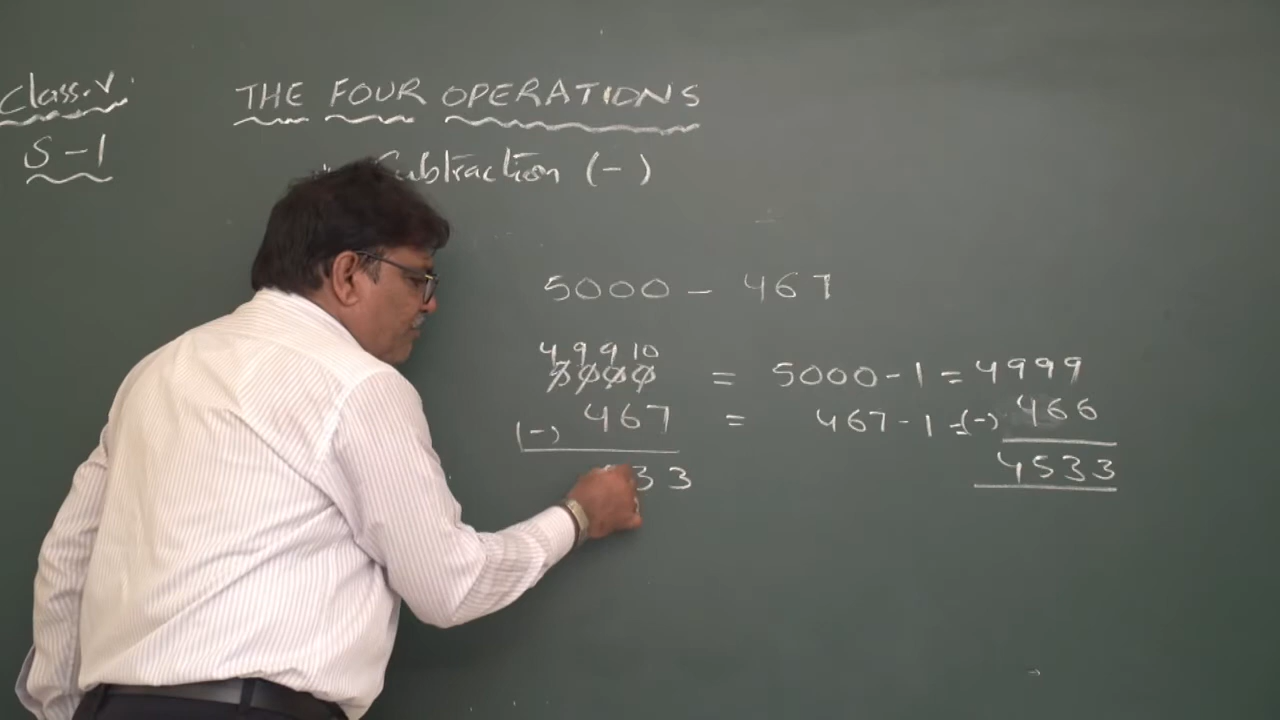 Class. V
THE FOUR OPERATIONS
S-1
Subtraction (-)
5000 - 467
4 9 9 10
5000 = 5000-1 = 4999
(-) 467 = 467-1 =(-) 466
33
4533